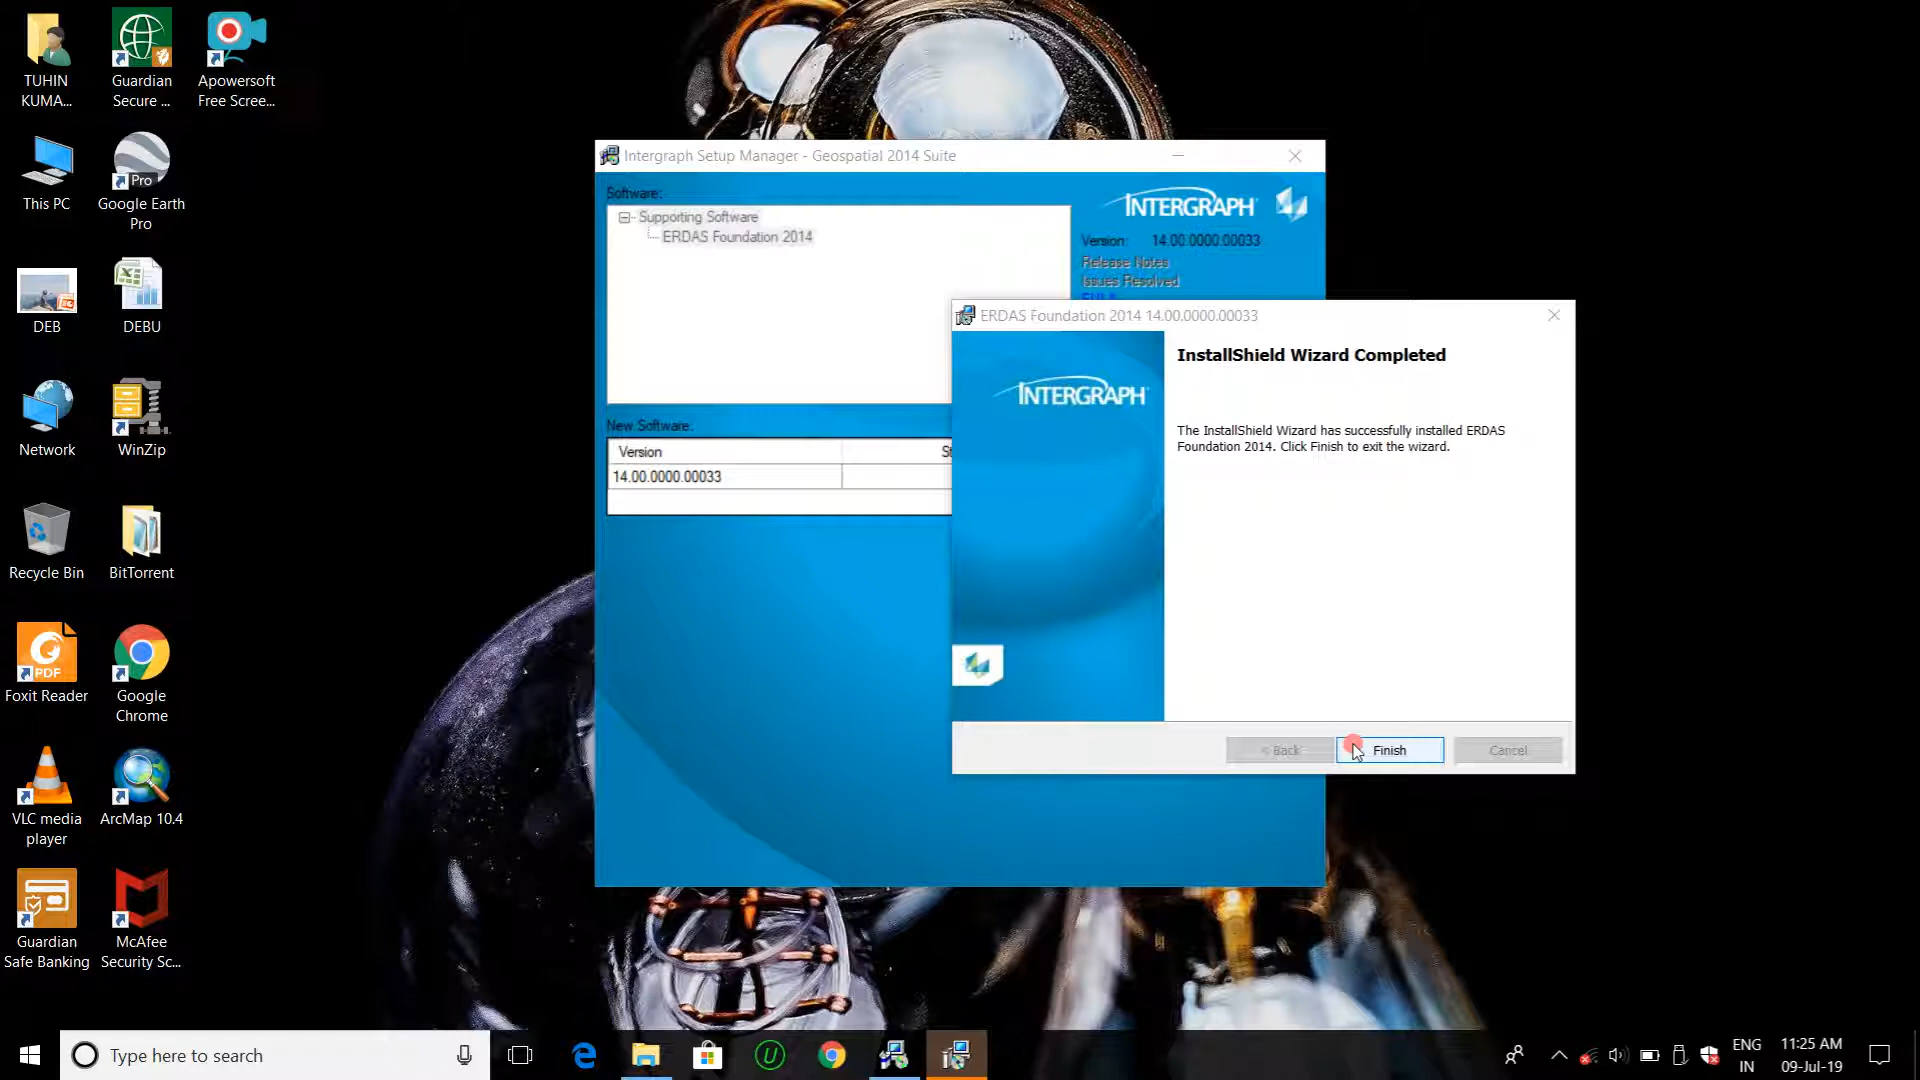 TUHIN
KUMA...
Guardian
Secure ...
Apowersoft
Free Scree...
This PC
Pro
Google Earth
Pro
DEB
DEBU
Network
WinZip
Recycle Bin
BitTorrent
PDF
Foxit Reader
Google
Chrome
VLC media
player
ArcMap 10.4
Guardian
Safe Banking
McAfee
Security Sc...
Intergraph Setup Manager - Geospatial 2014 Suite
Software:
Supporting Software
ERDAS Foundation 2014
INTERGRAPH
Version: 14.00.0000.00033
Release Notes
Issues Resolved
New Software:
Version
14.00.0000.00033
ERDAS Foundation 2014 14.00.0000.00033
INTERGRAPH
InstallShield Wizard Completed
The InstallShield Wizard has successfully installed ERDAS
Foundation 2014. Click Finish to exit the wizard.
< Back
Finish
Cancel
Type here to search
ENG
IN
11:25 AM
09-Jul-19